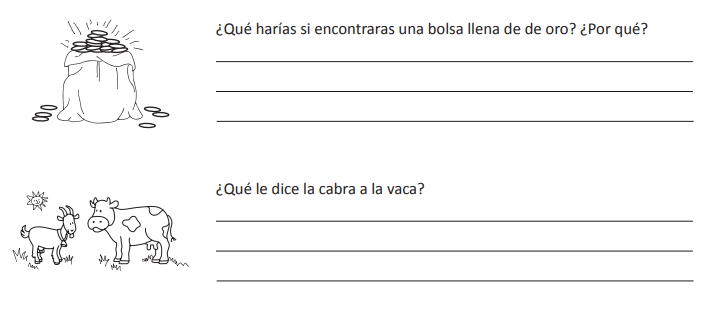 ¿Qué harías si encontraras una bolsa llena de de oro? ¿Por qué?
¿Qué le dice la cabra a la vaca?